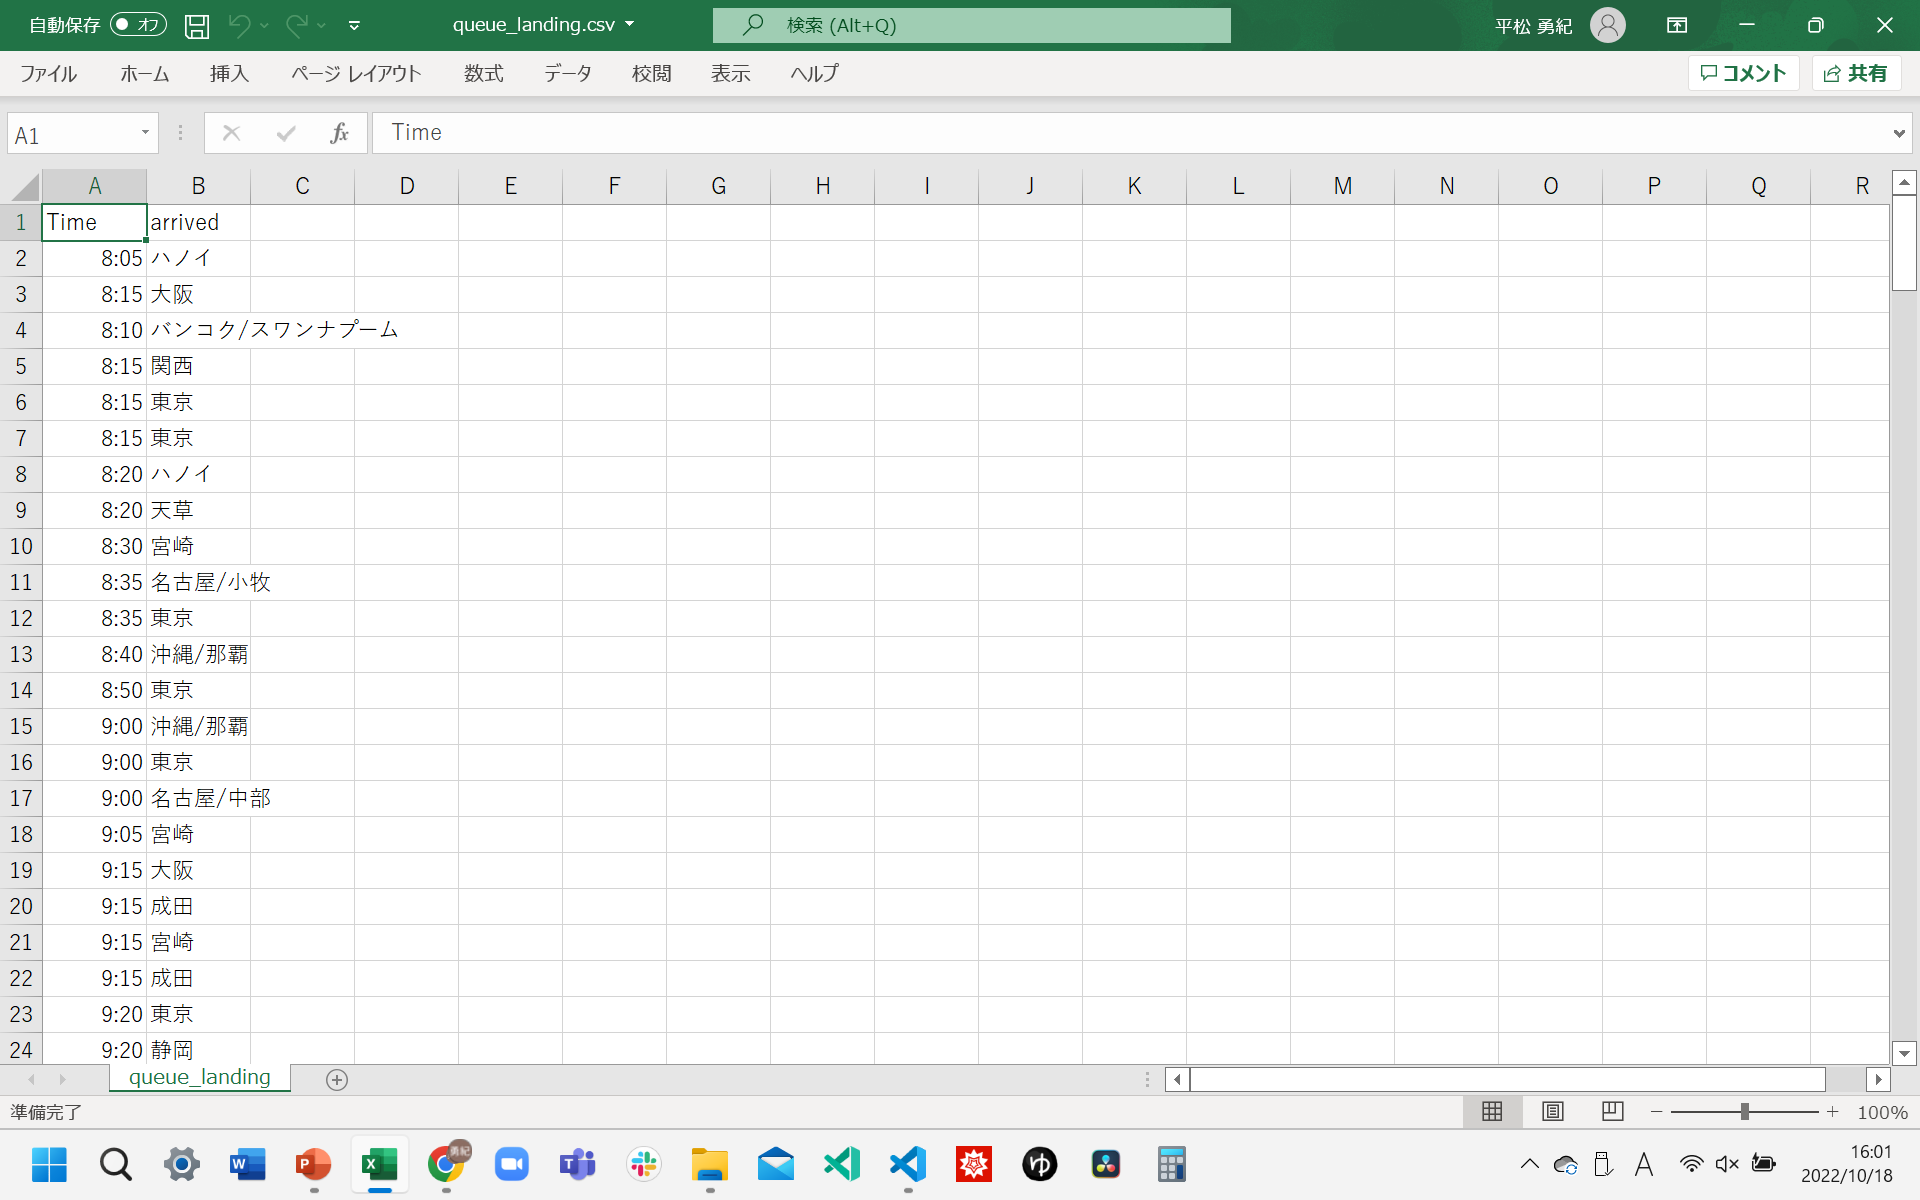 自動保存 オフ queue_landing.csv 検索 (Alt+Q) 平松 勇紀
ファイル ホーム 挿入 ページ レイアウト 数式 データ 校閲 表示 ヘルプ コメント 共有
A1 fx Time
A B C D E F G H I J K L M N O P Q R
1 Time arrived
2 8:05 ハノイ
3 8:15 大阪
4 8:10 バンコク/スワンナプーム
5 8:15 関西
6 8:15 東京
7 8:15 東京
8 8:20 ハノイ
9 8:20 天草
10 8:30 宮崎
11 8:35 名古屋/小牧
12 8:35 東京
13 8:40 沖縄/那覇
14 8:50 東京
15 9:00 沖縄/那覇
16 9:00 東京
17 9:00 名古屋/中部
18 9:05 宮崎
19 9:15 大阪
20 9:15 成田
21 9:15 宮崎
22 9:15 成田
23 9:20 東京
24 9:20 静岡
queue_landing
準備完了 100%
A 16:01
2022/10/18